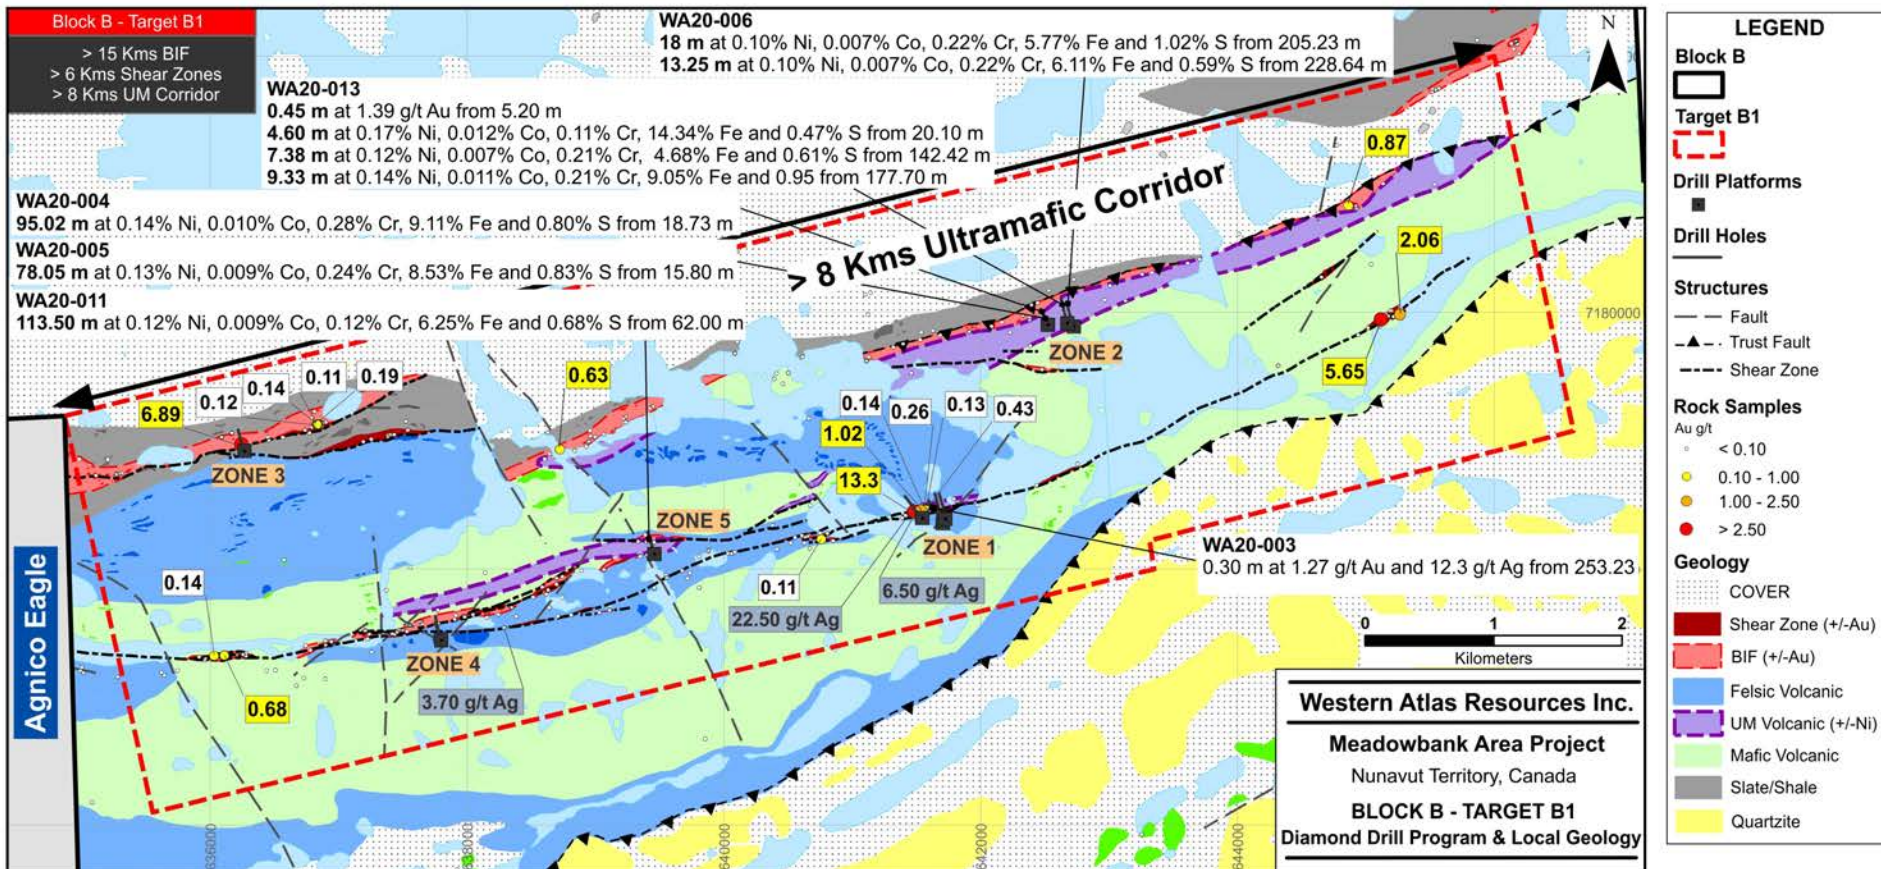 Block B - Target B1
> 15 Kms BIF
> 6 Kms Shear Zones
> 8 Kms UM Corridor
WA20-006
18 m at 0.10% Ni, 0.007% Co, 0.22% Cr, 5.77% Fe and 1.02% S from 205.23 m
13.25 m at 0.10% Ni, 0.007% Co, 0.22% Cr, 6.11% Fe and 0.59% S from 228.64 m
WA20-013
0.45 m at 1.39 g/t Au from 5.20 m
4.60 m at 0.17% Ni, 0.012% Co, 0.11% Cr, 14.34% Fe and 0.47% S from 20.10 m
7.38 m at 0.12% Ni, 0.007% Co, 0.21% Cr, 4.68% Fe and 0.61% S from 142.42 m
9.33 m at 0.14% Ni, 0.011% Co, 0.21% Cr, 9.05% Fe and 0.95 from 177.70 m
WA20-004
95.02 m at 0.14% Ni, 0.010% Co, 0.28% Cr, 9.11% Fe and 0.80% S from 18.73 m
WA20-005
78.05 m at 0.13% Ni, 0.009% Co, 0.24% Cr, 8.53% Fe and 0.83% S from 15.80 m
WA20-011
113.50 m at 0.12% Ni, 0.009% Co, 0.12% Cr, 6.25% Fe and 0.68% S from 62.00 m
> 8 Kms Ultramafic Corridor
N
0.87
2.06
7180000
5.65
ZONE 2
0.63
6.89
0.12
0.14
0.11
0.19
ZONE 3
0.14
0.26
0.13
0.43
1.02
13.3
ZONE 5
ZONE 1
WA20-003
0.30 m at 1.27 g/t Au and 12.3 g/t Ag from 253.23
0.14
0.11
6.50 g/t Ag
22.50 g/t Ag
ZONE 4
3.70 g/t Ag
0.68
Agnico Eagle
0
1
2
Kilometers
636000
638000
640000
642000
644000
Western Atlas Resources Inc.
Meadowbank Area Project
Nunavut Territory, Canada
BLOCK B - TARGET B1
Diamond Drill Program & Local Geology
LEGEND
Block B
Target B1
Drill Platforms
Drill Holes
Structures
Fault
Trust Fault
Shear Zone
Rock Samples
Au g/t
< 0.10
0.10 - 1.00
1.00 - 2.50
> 2.50
Geology
COVER
Shear Zone (+/-Au)
BIF (+/-Au)
Felsic Volcanic
UM Volcanic (+/-Ni)
Mafic Volcanic
Slate/Shale
Quartzite